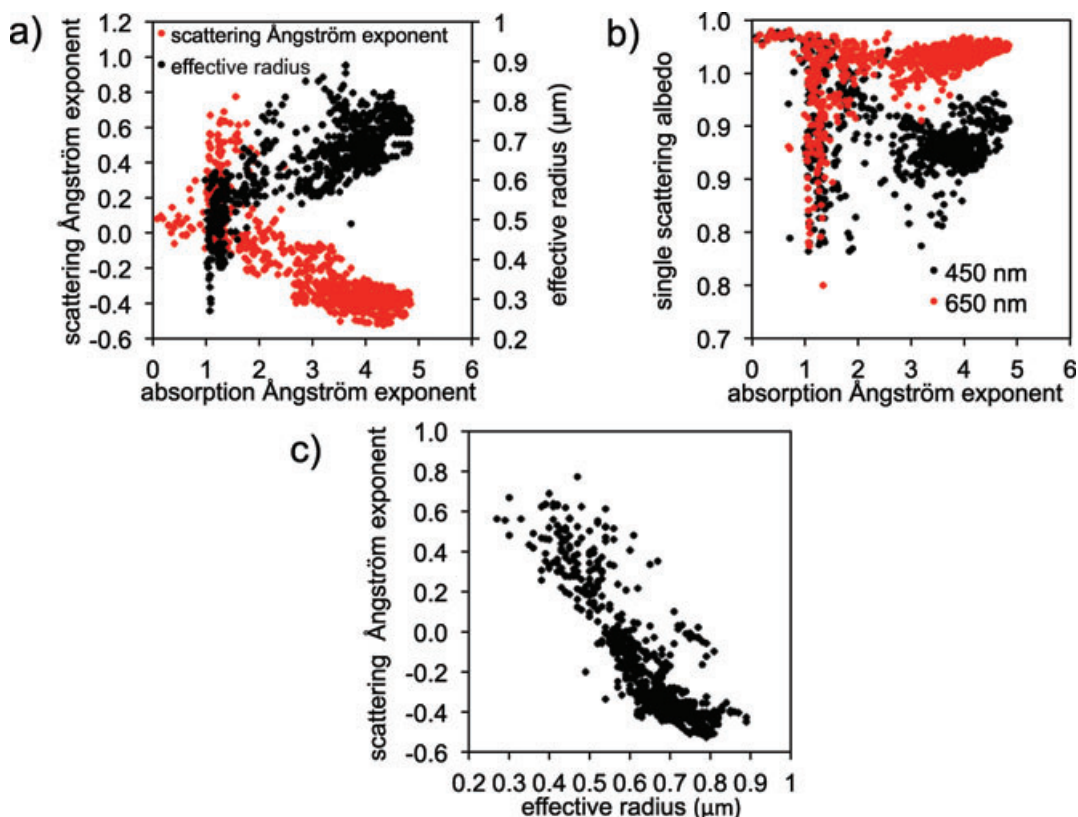 a)
1.2
1.0
0.8
0.6
0.4
0.2
0.0
-0.2
-0.4
-0.6
scattering Ångström exponent
scattering Ångström exponent
effective radius
1
0.9
0.8
0.7
0.6
0.5
0.4
0.3
0.2
effective radius (µm)
0 1 2 3 4 5 6
absorption Ångström exponent
b)
1.0
1.0
0.9
0.9
0.8
0.8
0.7
single scattering albedo
450 nm
650 nm
0 1 2 3 4 5 6
absorption Ångström exponent
c)
1.0
0.8
0.6
0.4
0.2
0.0
-0.2
-0.4
-0.6
scattering Ångström exponent
0.2 0.3 0.4 0.5 0.6 0.7 0.8 0.9 1
effective radius (µm)